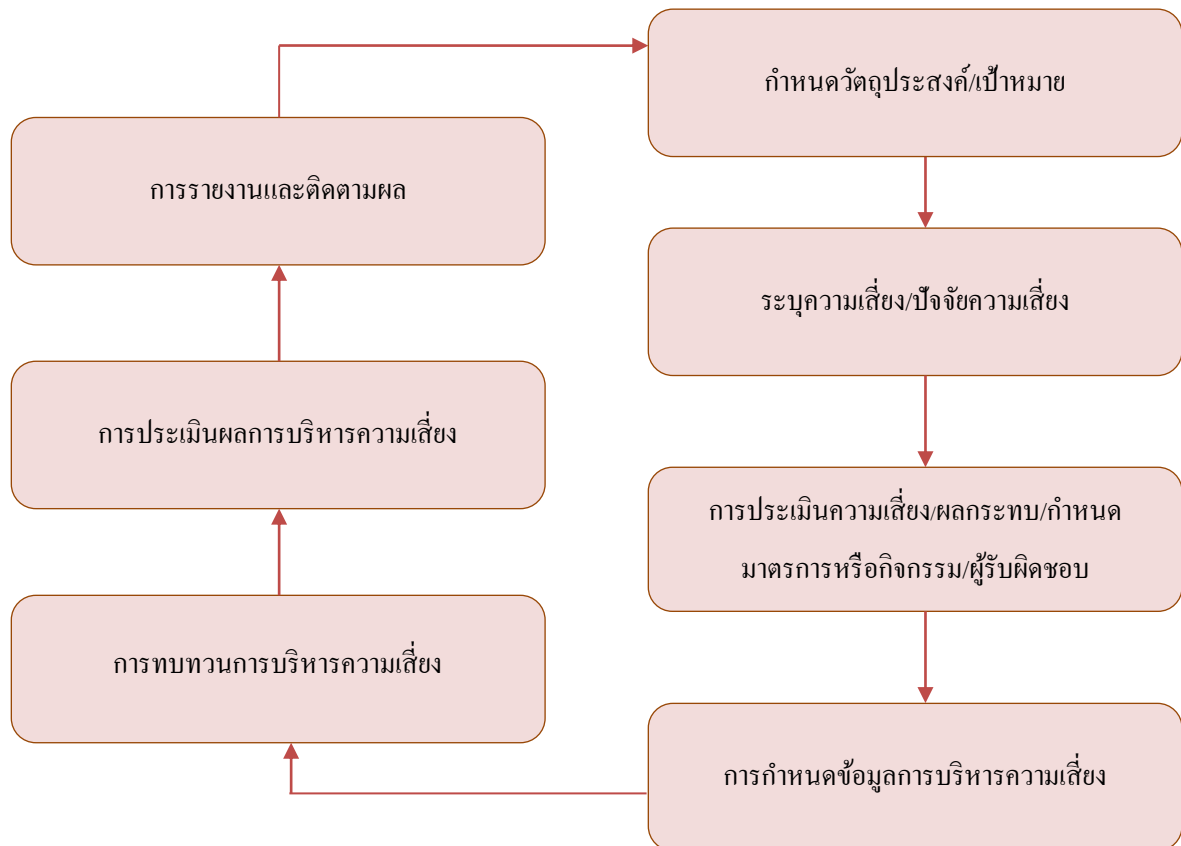 กำหนดวัตถุประสงค์/เป้าหมาย
การรายงานและติดตามผล
ระบุความเสี่ยง/ปัจจัยความเสี่ยง
การประเมินผลการบริหารความเสี่ยง
การประเมินความเสี่ยง/ผลกระทบ/กำหนด
มาตรการหรือกิจกรรม/ผู้รับผิดชอบ
การทบทวนการบริหารความเสี่ยง
การกำหนดข้อมูลการบริหารความเสี่ยง